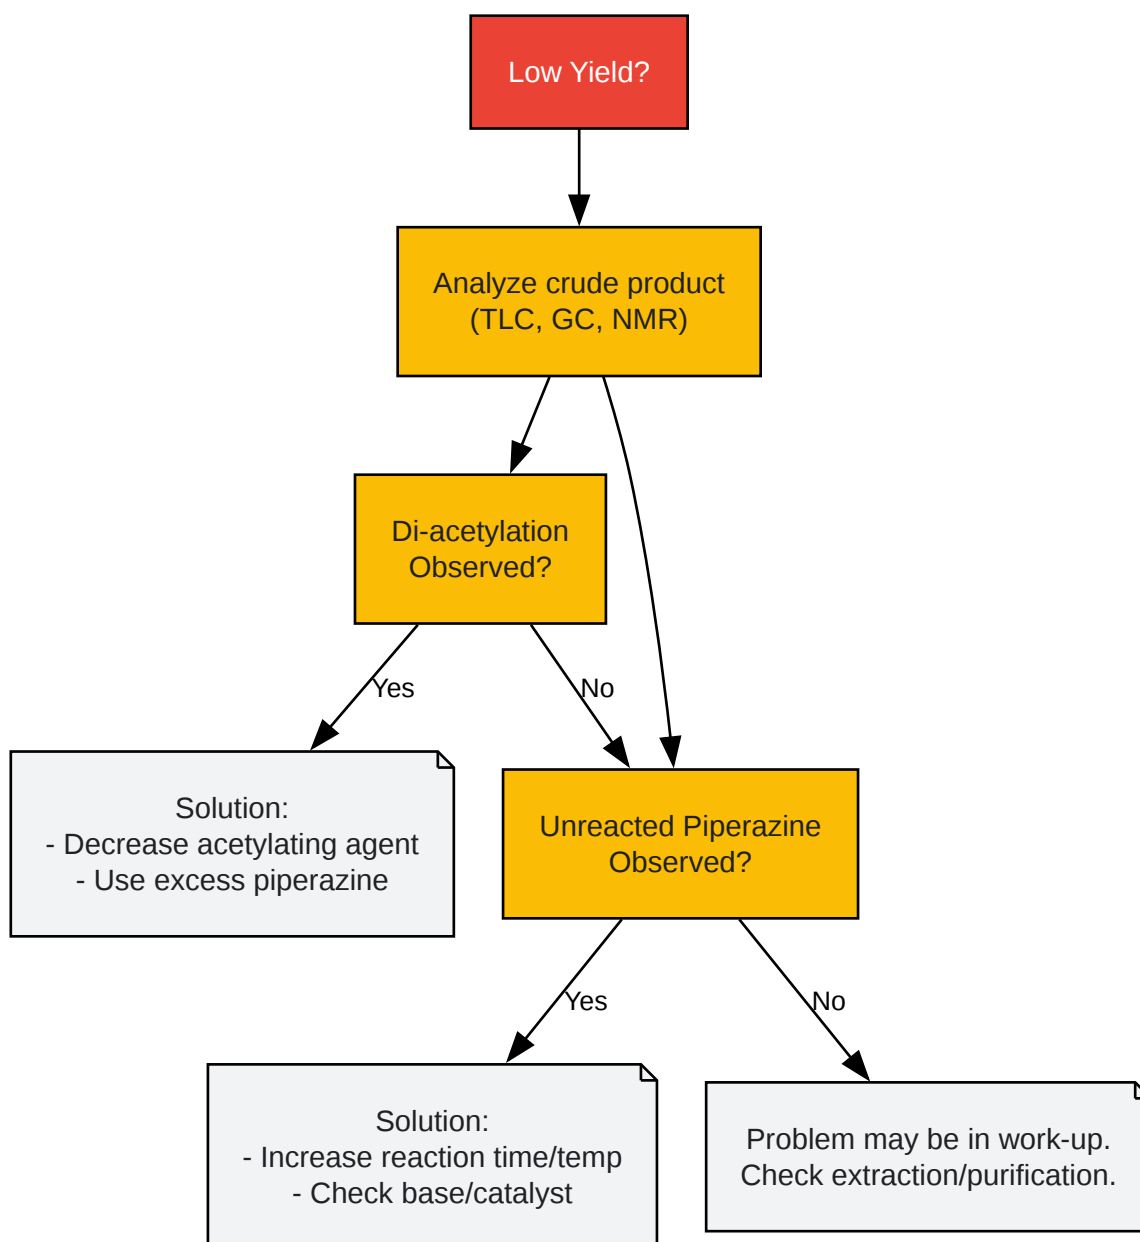 Low Yield?
Analyze crude product
(TLC, GC, NMR)
Di-acetylation
Observed?
Yes
No
Solution:
- Decrease acetylating agent
- Use excess piperazine
Unreacted Piperazine
Observed?
Yes
No
Solution:
- Increase reaction time/temp
- Check base/catalyst
Problem may be in work-up.
Check extraction/purification.